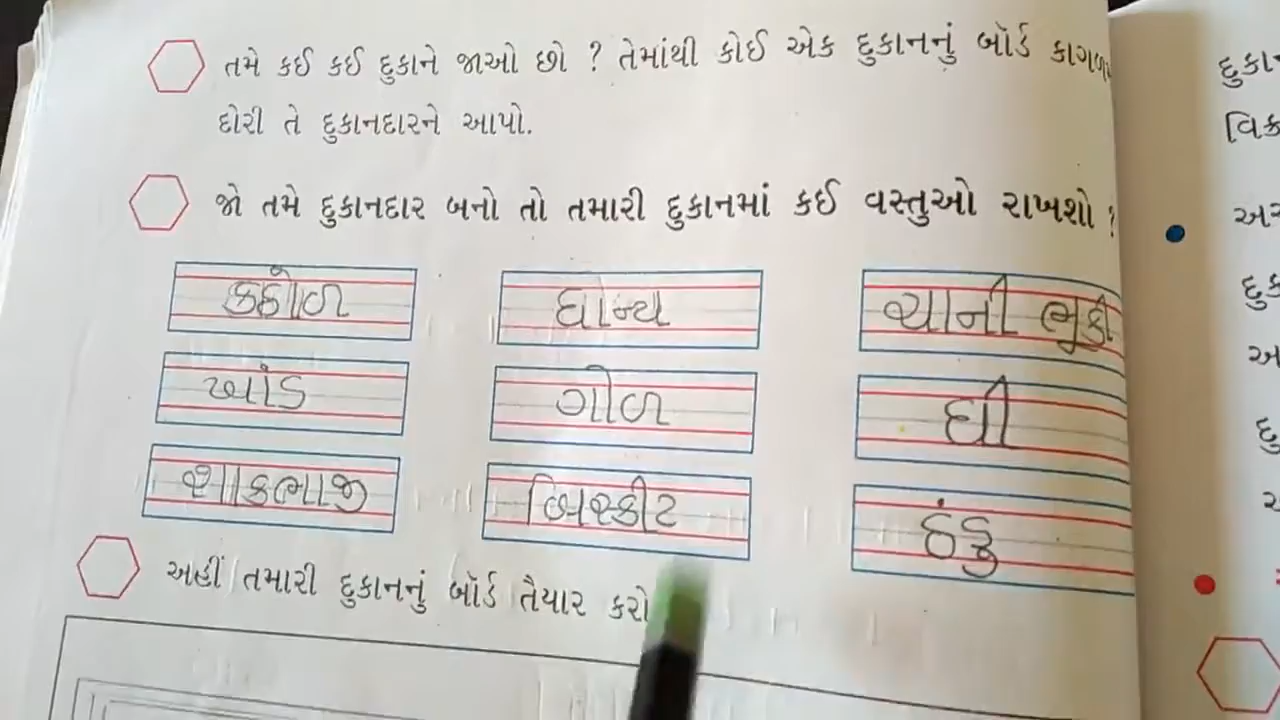 તમે કઈ કઈ દુકાને જાઓ છો ? તેમાંથી કોઈ એક દુકાનનું બૉર્ડ
દોરી તે દુકાનદારને આપો.
જો તમે દુકાનદાર બનો તો તમારી દુકાનમાં કઈ વસ્તુઓ રાખશો ?
કઠોળ ધાન્ય ચાની ભૂકી
ખાંડ ગોળ ઘી
શાકભાજી બિસ્કીટ ઠંડુ
અહીં તમારી દુકાનનું બૉર્ડ તૈયાર કરો